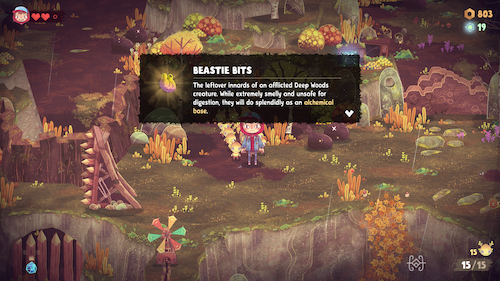 803
19
BEASTIE BITS
The leftover innards of an afflicted Deep Woods
creature. While extremely smelly and unsafe for
digestion, they will do splendidly as an alchemical
base.
15
15/15